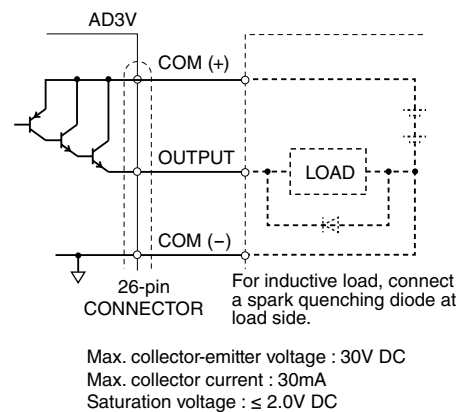 AD3V
COM (+)
OUTPUT
LOAD
COM (−)
26-pin
CONNECTOR
For inductive load, connect
a spark quenching diode at
load side.
Max. collector-emitter voltage : 30V DC
Max. collector current : 30mA
Saturation voltage : ≤ 2.0V DC